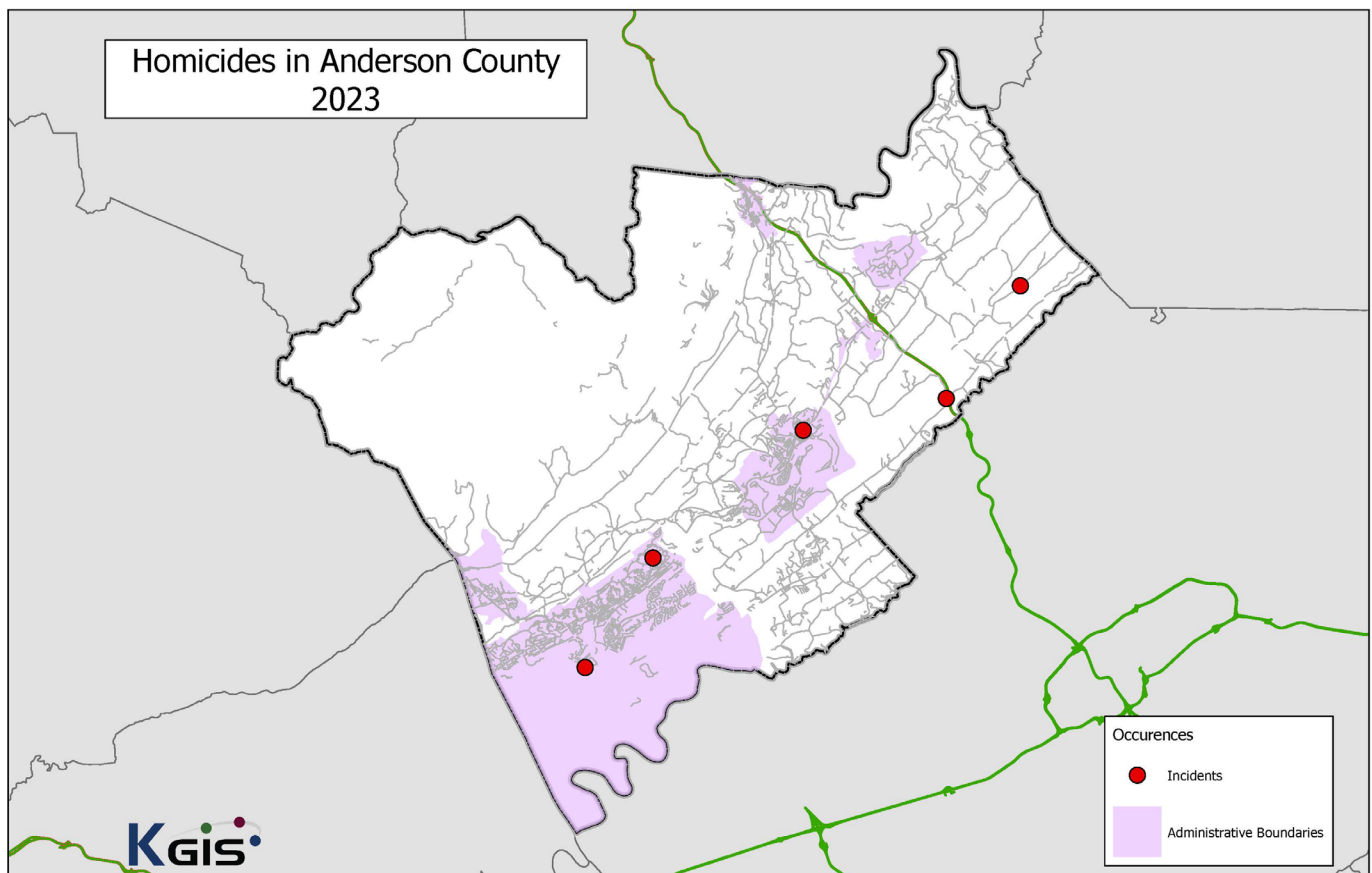 Homicides in Anderson County
2023
Occurences
Incidents
Administrative Boundaries
KGIS